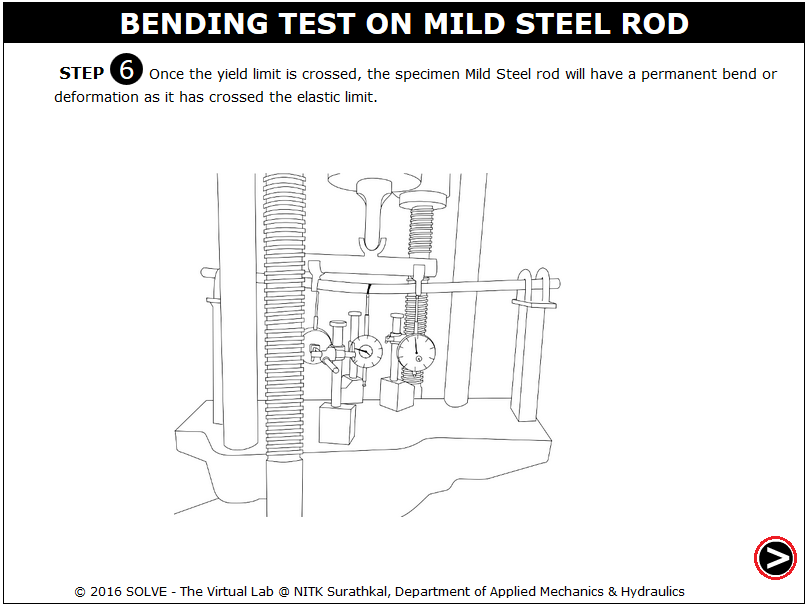 BENDING TEST ON MILD STEEL ROD
STEP 6 Once the yield limit is crossed, the specimen Mild Steel rod will have a permanent bend or
deformation as it has crossed the elastic limit.
© 2016 SOLVE - The Virtual Lab @ NITK Surathkal, Department of Applied Mechanics & Hydraulics